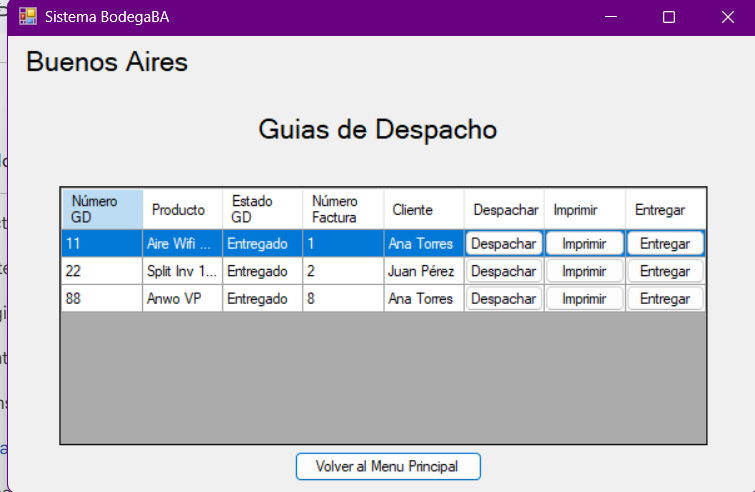 Sistema BodegaBA
Buenos Aires
Guias de Despacho
Número GD Producto Estado GD Número Factura Cliente Despachar Imprimir Entregar
11 Aire Wifi ... Entregado 1 Ana Torres Despachar Imprimir Entregar
22 Split Inv 1... Entregado 2 Juan Pérez Despachar Imprimir Entregar
88 Anwo VP Entregado 8 Ana Torres Despachar Imprimir Entregar
Volver al Menu Principal